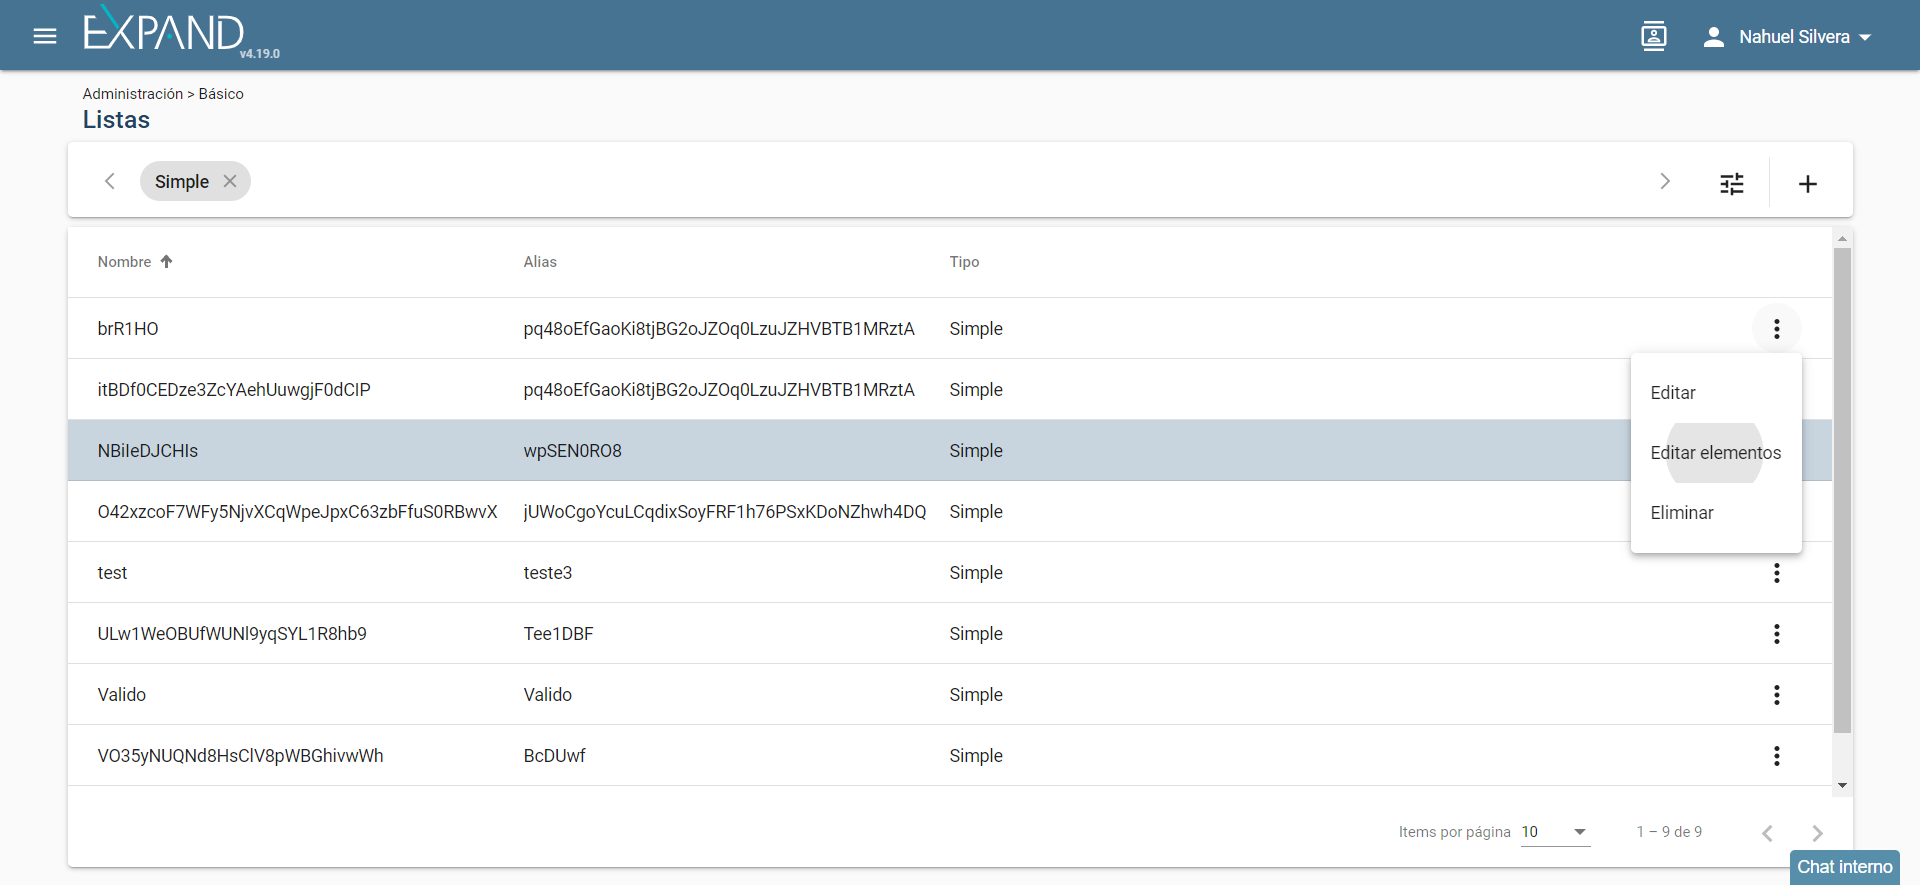 EXPAND
v4.19.0
Nahuel Silvera
Administración > Básico
Listas
Simple
Nombre Alias Tipo
brR1HO pq48oEfGaoKi8tjBG2oJZOq0LzuJZHVBTB1MRztA Simple
itBDf0CEDze3ZcYAehUuwgjF0dCIP pq48oEfGaoKi8tjBG2oJZOq0LzuJZHVBTB1MRztA Simple
Editar
NBiIeDJCHIs wpSEN0RO8 Simple
Editar elementos
O42xzcoF7WFy5NjvXCqWpeJpxC63zbFfuS0RBwvX jUWoCgoYcuLCqdixSoyFRF1h76PSxKDoNZhwh4DQ Simple
Eliminar
test teste3 Simple
ULw1WeOBUfWUNl9yqSYL1R8hb9 Tee1DBF Simple
Valido Valido Simple
VO35yNUQNd8HsClV8pWBGhivwWh BcDUwf Simple
Items por página 10 1 – 9 de 9
Chat interno